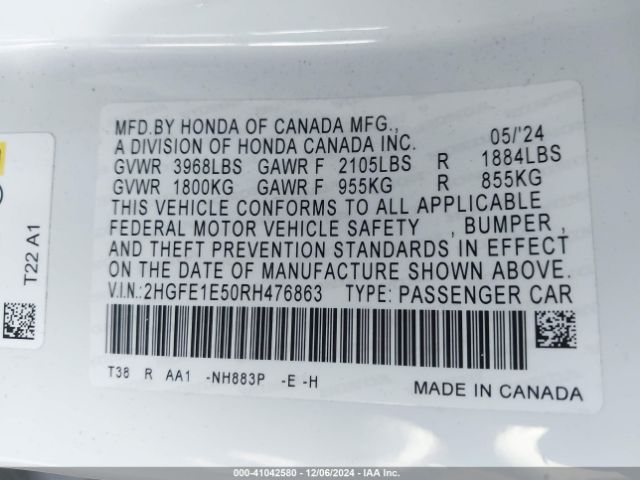 MFD.BY HONDA OF CANADA MFG.,
A DIVISION OF HONDA CANADA INC. 05/'24
GVWR 3968LBS GAWR F 2105LBS R 1884LBS
GVWR 1800KG GAWR F 955KG R 855KG
THIS VEHICLE CONFORMS TO ALL APPLICABLE
FEDERAL MOTOR VEHICLE SAFETY , BUMPER ,
AND THEFT PREVENTION STANDARDS IN EFFECT
ON THE DATE OF MANUFACTURE SHOWN ABOVE.
V.I.N.:2HGFE1E50RH476863 TYPE: PASSENGER CAR
T38 R AA1 -NH883P -E -H
MADE IN CANADA
T22 A1
000-41042580 - 12/06/2024 - IAA Inc.